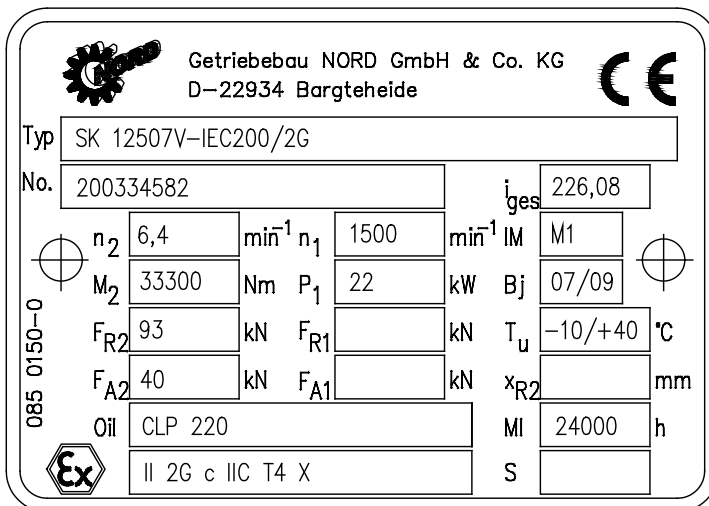 NORD
Getriebebau NORD GmbH & Co. KG
D-22934 Bargteheide
CE
Typ SK 12507V-IEC200/2G
No. 200334582 iges 226,08
n2 6,4 min-1 n1 1500 min-1 IM M1
M2 33300 Nm P1 22 kW Bj 07/09
FR2 93 kN FR1 kN Tu -10/+40 °C
FA2 40 kN FA1 kN xR2 mm
Oil CLP 220 MI 24000 h
Ex II 2G c IIC T4 X S
085 0150-0